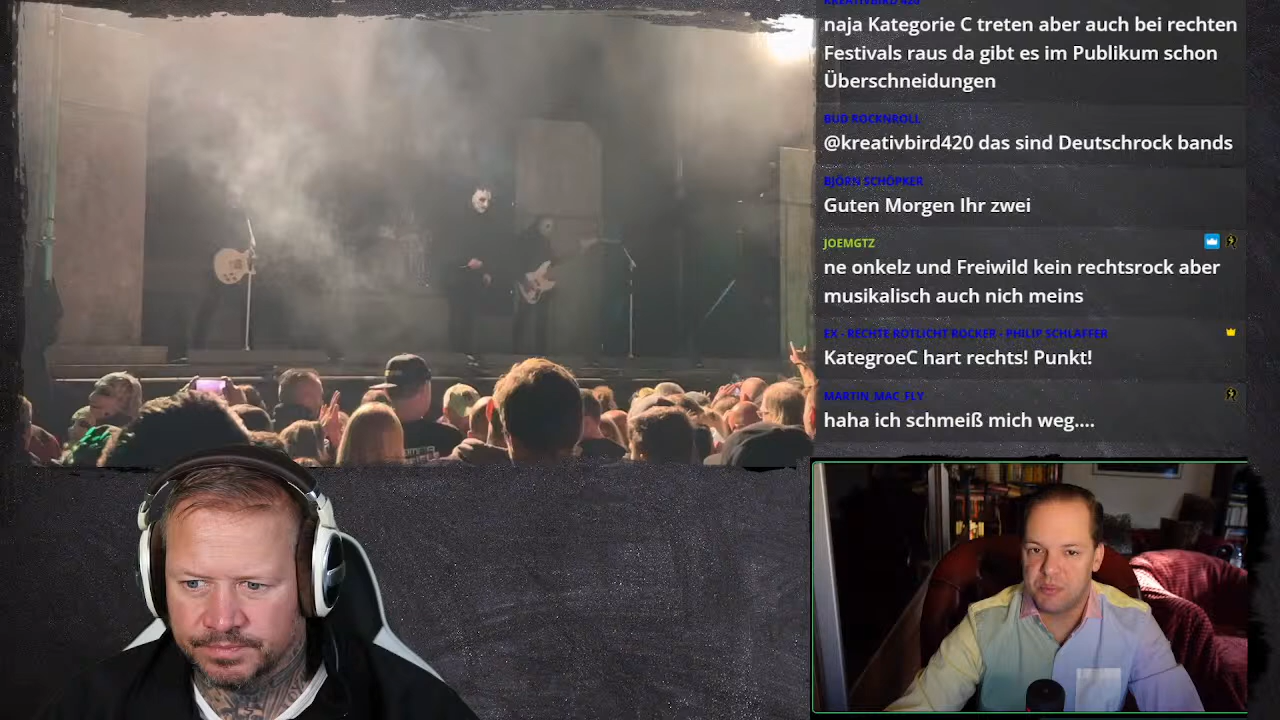 KREATIVBIRD420
naja Kategorie C treten aber auch bei rechten
Festivals raus da gibt es im Publikum schon
Überschneidungen
BUD ROCKNROLL
@kreativbird420 das sind Deutschrock bands
BJÖRN SCHÖPKER
Guten Morgen Ihr zwei
JOEMGTZ
ne onkelz und Freiwild kein rechtsrock aber
musikalisch auch nich meins
EX - RECHTE ROTLICHT ROCKER - PHILIP SCHLAFFER
KategroeC hart rechts! Punkt!
MARTIN_MAC_FLY
haha ich schmeiß mich weg....